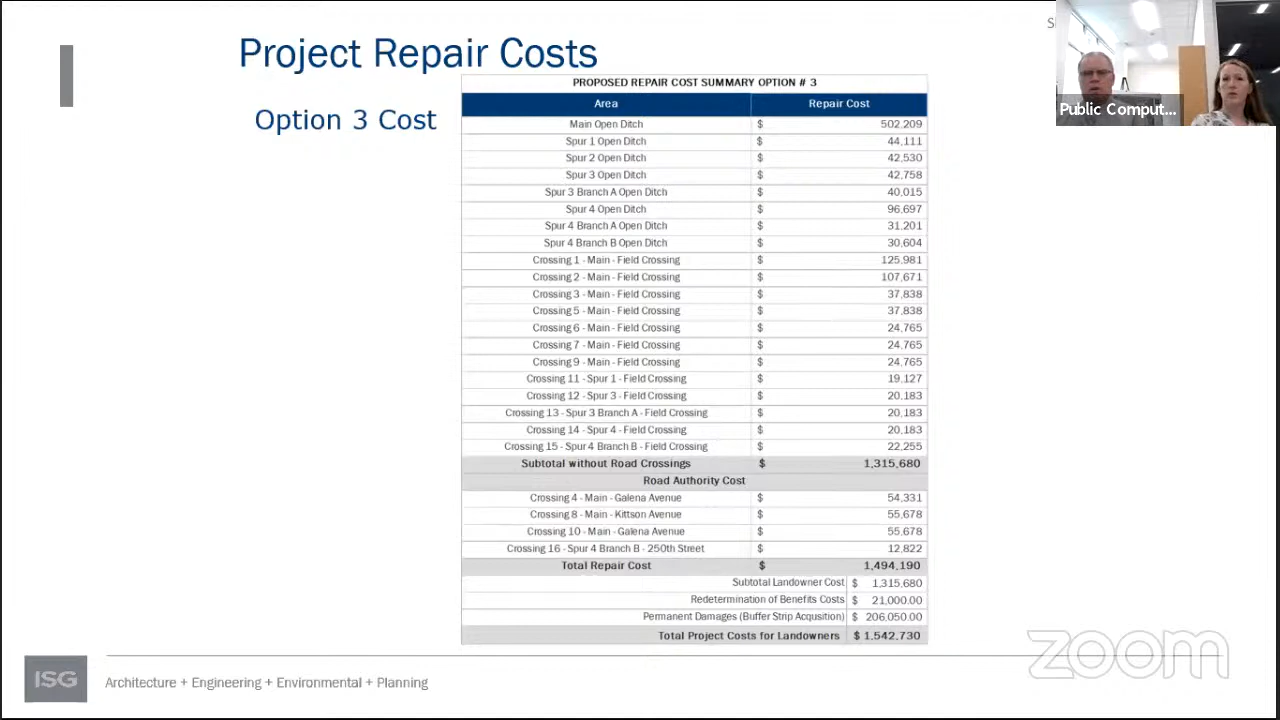 Project Repair Costs
Option 3 Cost
PROPOSED REPAIR COST SUMMARY OPTION # 3
Area Repair Cost
Main Open Ditch $ 502,209
Spur 1 Open Ditch $ 44,111
Spur 2 Open Ditch $ 42,530
Spur 3 Open Ditch $ 42,758
Spur 3 Branch A Open Ditch $ 40,015
Spur 4 Open Ditch $ 96,697
Spur 4 Branch A Open Ditch $ 31,201
Spur 4 Branch B Open Ditch $ 30,604
Crossing 1 - Main - Field Crossing $ 125,981
Crossing 2 - Main - Field Crossing $ 107,671
Crossing 3 - Main - Field Crossing $ 37,838
Crossing 5 - Main - Field Crossing $ 37,838
Crossing 6 - Main - Field Crossing $ 24,765
Crossing 7 - Main - Field Crossing $ 24,765
Crossing 9 - Main - Field Crossing $ 24,765
Crossing 11 - Spur 1 - Field Crossing $ 19,127
Crossing 12 - Spur 3 - Field Crossing $ 20,183
Crossing 13 - Spur 3 Branch A - Field Crossing $ 20,183
Crossing 14 - Spur 4 - Field Crossing $ 20,183
Crossing 15 - Spur 4 Branch B - Field Crossing $ 22,255
Subtotal without Road Crossings $ 1,315,680
Road Authority Cost
Crossing 4 - Main - Galena Avenue $ 54,331
Crossing 8 - Main - Kittson Avenue $ 55,678
Crossing 10 - Main - Galena Avenue $ 55,678
Crossing 16 - Spur 4 Branch B - 250th Street $ 12,822
Total Repair Cost $ 1,494,190
Subtotal Landowner Cost $ 1,315,680
Redetermination of Benefits Costs $ 21,000.00
Permanent Damages (Buffer Strip Acqusition) $ 206,050.00
Total Project Costs for Landowners $ 1,542,730
Public Comput...
zoom
ISG Architecture + Engineering + Environmental + Planning